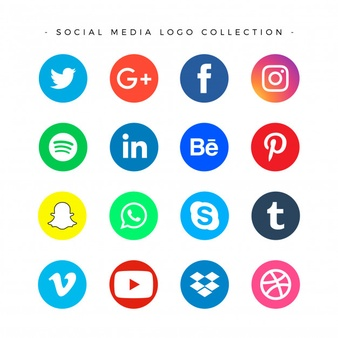 - SOCIAL MEDIA LOGO COLLECTION -
G+ f
in Bē P
S t
v